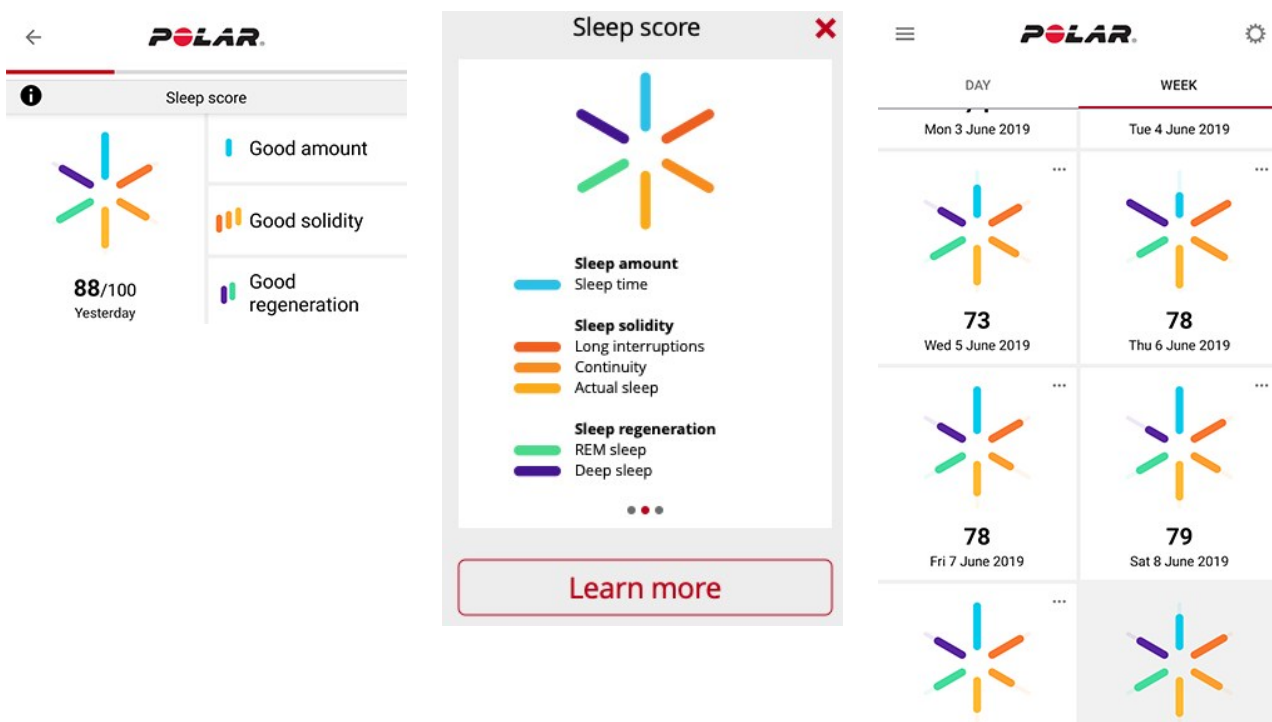 POLAR
Sleep score
Good amount
Good solidity
Good
regeneration
88/100
Yesterday
Sleep score
Sleep amount
Sleep time
Sleep solidity
Long interruptions
Continuity
Actual sleep
Sleep regeneration
REM sleep
Deep sleep
Learn more
POLAR
DAY
WEEK
Mon 3 June 2019
Tue 4 June 2019
73
Wed 5 June 2019
78
Thu 6 June 2019
78
Fri 7 June 2019
79
Sat 8 June 2019